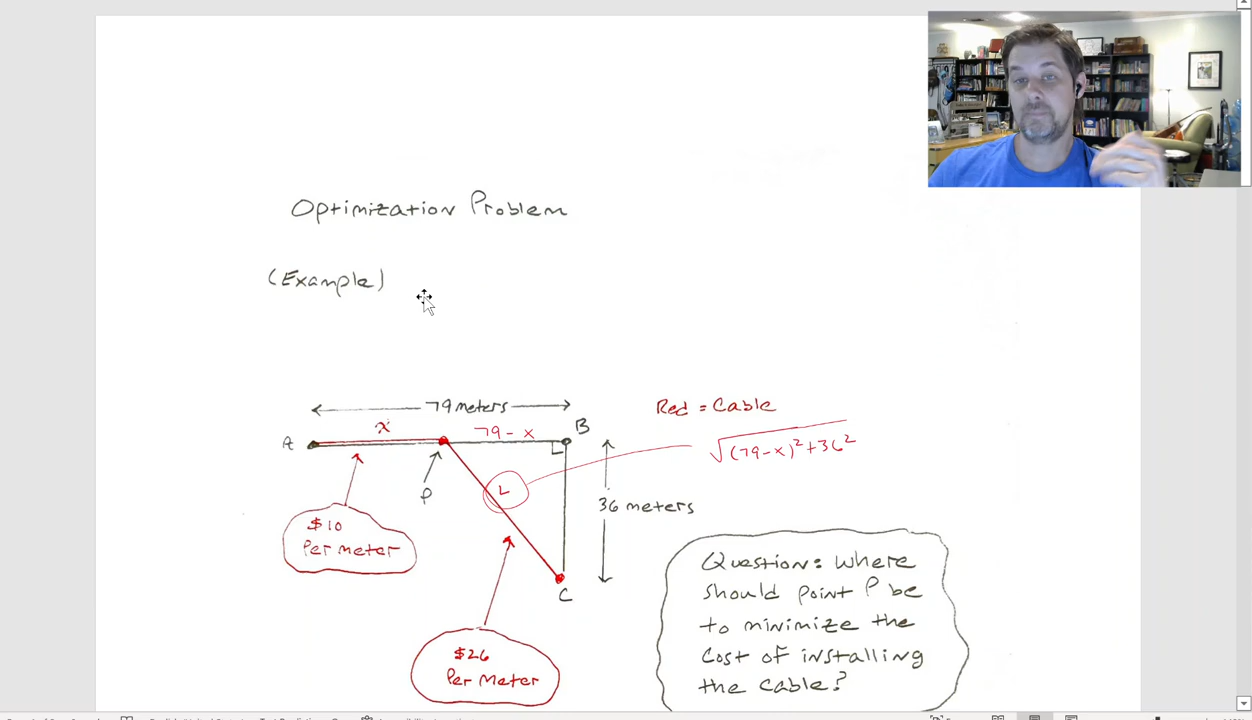 Optimization Problem
(Example)
79 meters
Red = Cable
A
x
79 - x
B
√(79-x)²+36²
P
L
36 meters
$10
Per meter
C
Question: Where
should point P be
to minimize the
Cost of installing
the cable?
$26
Per Meter